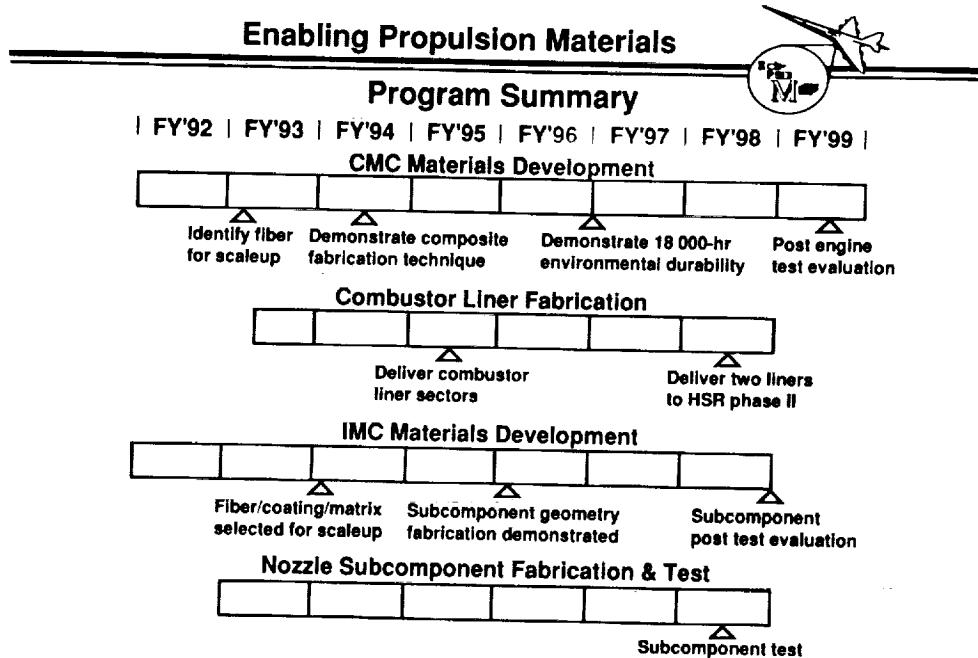 Enabling Propulsion Materials
M
Program Summary
| FY'92 | FY'93 | FY'94 | FY'95 | FY'96 | FY'97 | FY'98 | FY'99 |
CMC Materials Development
Identify fiber for scaleup
Demonstrate composite fabrication technique
Demonstrate 18 000-hr environmental durability
Post engine test evaluation
Combustor Liner Fabrication
Deliver combustor liner sectors
Deliver two liners to HSR phase II
IMC Materials Development
Fiber/coating/matrix selected for scaleup
Subcomponent geometry fabrication demonstrated
Subcomponent post test evaluation
Nozzle Subcomponent Fabrication & Test
Subcomponent test